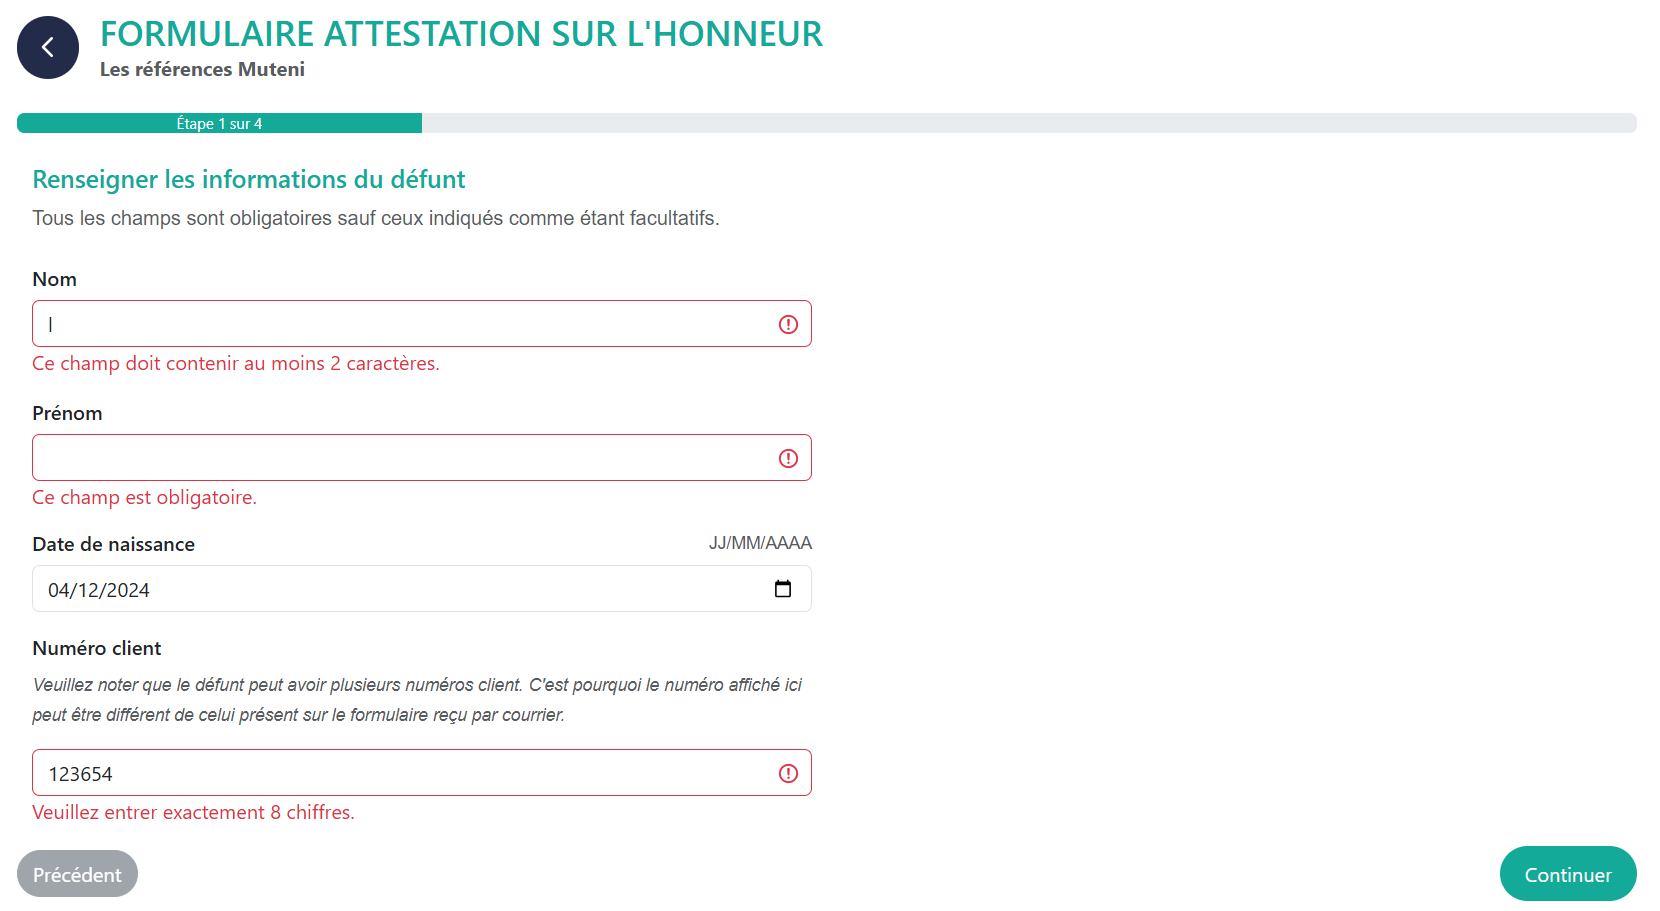 FORMULAIRE ATTESTATION SUR L'HONNEUR
Les références Muteni
Étape 1 sur 4
Renseigner les informations du défunt
Tous les champs sont obligatoires sauf ceux indiqués comme étant facultatifs.
Nom
l
Ce champ doit contenir au moins 2 caractères.
Prénom
Ce champ est obligatoire.
Date de naissance JJ/MM/AAAA
04/12/2024
Numéro client
Veuillez noter que le défunt peut avoir plusieurs numéros client. C'est pourquoi le numéro affiché ici
peut être différent de celui présent sur le formulaire reçu par courrier.
123654
Veuillez entrer exactement 8 chiffres.
Précédent Continuer